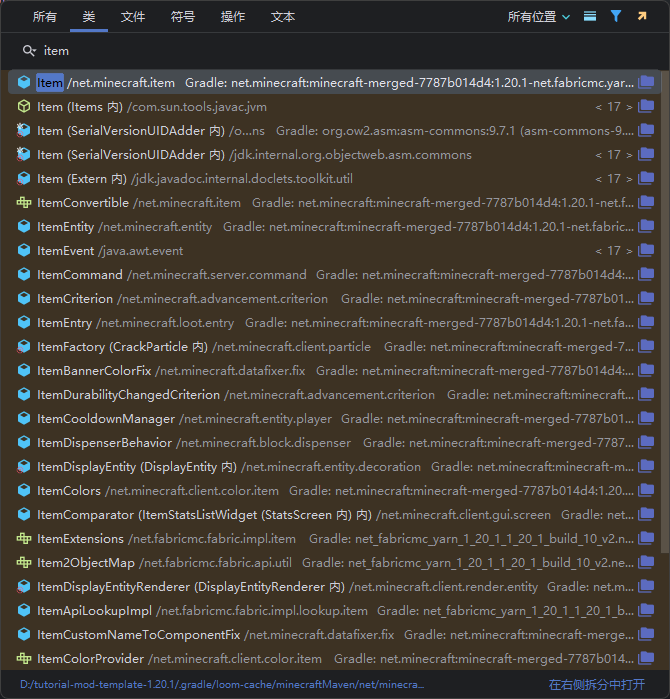 所有 类 文件 符号 操作 文本 所有位置
item
Item /net.minecraft.item Gradle: net.minecraft:minecraft-merged-7787b014d4:1.20.1-net.fabricmc.yar...
Item (Items 内) /com.sun.tools.javac.jvm < 17 >
Item (SerialVersionUIDAdder 内) /o...ns Gradle: org.ow2.asm:asm-commons:9.7.1 (asm-commons-9....
Item (SerialVersionUIDAdder 内) /jdk.internal.org.objectweb.asm.commons < 17 >
Item (Extern 内) /jdk.javadoc.internal.doclets.toolkit.util < 17 >
ItemConvertible /net.minecraft.item Gradle: net.minecraft:minecraft-merged-7787b014d4:1.20.1-net.f...
ItemEntity /net.minecraft.entity Gradle: net.minecraft:minecraft-merged-7787b014d4:1.20.1-net.fabric...
ItemEvent /java.awt.event < 17 >
ItemCommand /net.minecraft.server.command Gradle: net.minecraft:minecraft-merged-7787b014d4:...
ItemCriterion /net.minecraft.advancement.criterion Gradle: net.minecraft:minecraft-merged-7787b01...
ItemEntry /net.minecraft.loot.entry Gradle: net.minecraft:minecraft-merged-7787b014d4:1.20.1-net.fa...
ItemFactory (CrackParticle 内) /net.minecraft.client.particle Gradle: net.minecraft:minecraft-merged-7...
ItemBannerColorFix /net.minecraft.datafixer.fix Gradle: net.minecraft:minecraft-merged-7787b014d4:...
ItemDurabilityChangedCriterion /net.minecraft.advancement.criterion Gradle: net.minecraft:minecraft...
ItemCooldownManager /net.minecraft.entity.player Gradle: net.minecraft:minecraft-merged-7787b01...
ItemDispenserBehavior /net.minecraft.block.dispenser Gradle: net.minecraft:minecraft-merged-7787...
ItemDisplayEntity (DisplayEntity 内) /net.minecraft.entity.decoration Gradle: net.minecraft:minecraft-m...
ItemColors /net.minecraft.client.color.item Gradle: net.minecraft:minecraft-merged-7787b014d4:1.20....
ItemComparator (ItemStatsListWidget (StatsScreen 内) 内) /net.minecraft.client.gui.screen Gradle: net...
ItemExtensions /net.fabricmc.fabric.impl.item Gradle: net_fabricmc_yarn_1_20_1_1_20_1_build_10_v2.ne...
Item2ObjectMap /net.fabricmc.fabric.api.util Gradle: net_fabricmc_yarn_1_20_1_1_20_1_build_10_v2.net...
ItemDisplayEntityRenderer (DisplayEntityRenderer 内) /net.minecraft.client.render.entity Gradle: net.m...
ItemApiLookupImpl /net.fabricmc.fabric.impl.lookup.item Gradle: net_fabricmc_yarn_1_20_1_1_20_1_b...
ItemCustomNameToComponentFix /net.minecraft.datafixer.fix Gradle: net.minecraft:minecraft-merge...
ItemColorProvider /net.minecraft.client.color.item Gradle: net.minecraft:minecraft-merged-7787b014...
D:/tutorial-mod-template-1.20.1/.gradle/loom-cache/minecraftMaven/net/minecra... 在右侧拆分中打开